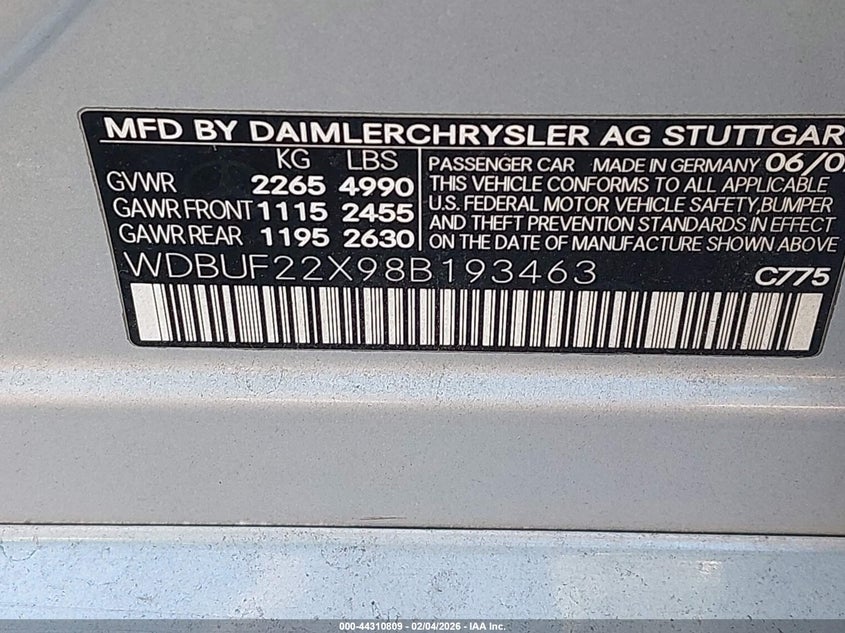 MFD BY DAIMLERCHRYSLER AG STUTTGAR
KG LBS
GVWR 2265 4990
GAWR FRONT 1115 2455
GAWR REAR 1195 2630
PASSENGER CAR MADE IN GERMANY 06/0
THIS VEHICLE CONFORMS TO ALL APPLICABLE
U.S. FEDERAL MOTOR VEHICLE SAFETY,BUMPER
AND THEFT PREVENTION STANDARDS IN EFFECT
ON THE DATE OF MANUFACTURE SHOWN ABOVE.
WDBUF22X98B193463
C775
000-44310809 - 02/04/2026 - IAA Inc.